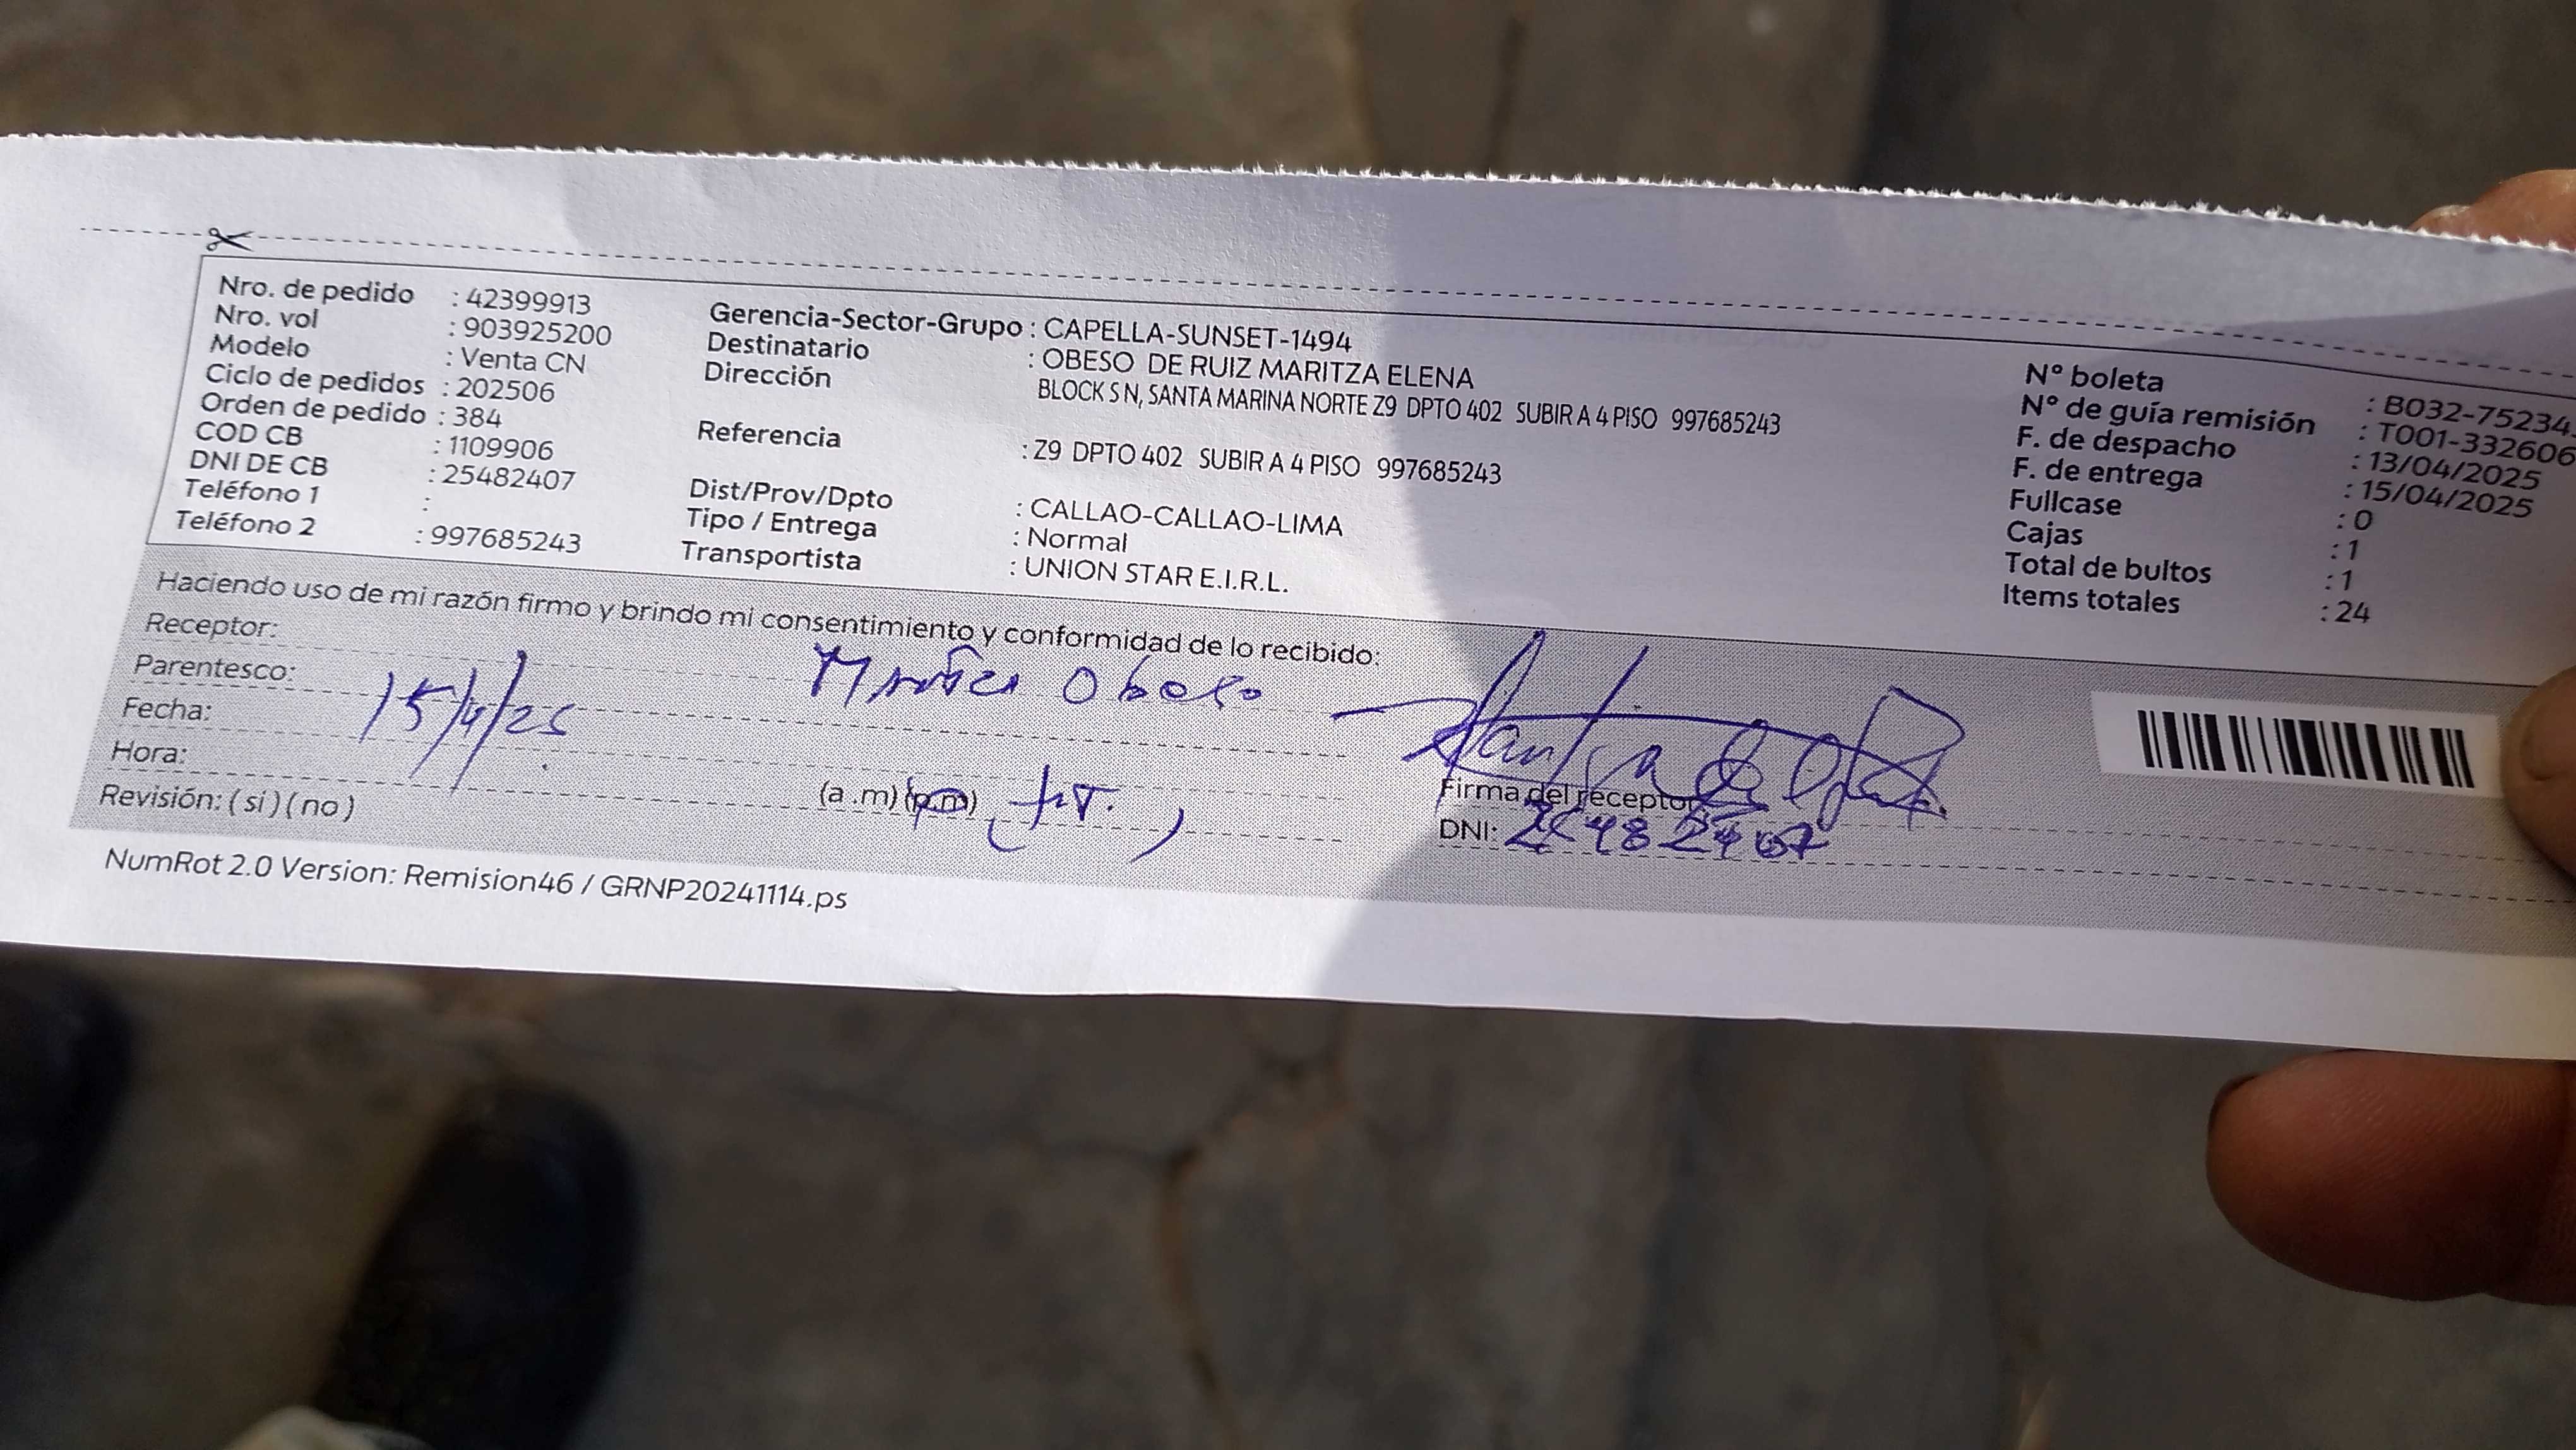 Nro. de pedido : 42399913
Nro. vol : 903925200
Modelo : Venta CN
Ciclo de pedidos : 202506
Orden de pedido : 384
COD CB : 1109906
DNI DE CB : 25482407
Teléfono 1 :
Teléfono 2 : 997685243
Gerencia-Sector-Grupo : CAPELLA-SUNSET-1494
Destinatario : OBESO DE RUIZ MARITZA ELENA
Dirección BLOCK S N, SANTA MARINA NORTE Z9 DPTO 402 SUBIR A 4 PISO 997685243
Referencia : Z9 DPTO 402 SUBIR A 4 PISO 997685243
Dist/Prov/Dpto : CALLAO-CALLAO-LIMA
Tipo / Entrega : Normal
Transportista : UNION STAR E.I.R.L.
N° boleta : B032-75234
N° de guía remisión : T001-332606
F. de despacho : 13/04/2025
F. de entrega : 15/04/2025
Fullcase : 0
Cajas : 1
Total de bultos : 1
Items totales : 24
Haciendo uso de mi razón firmo y brindo mi consentimiento y conformidad de lo recibido:
Receptor: Obeso
Parentesco:
Fecha: 15/4/25
Hora: (a .m) (p.m)
Revisión: ( si ) ( no )
Firma del receptor
DNI: 25482407
NumRot 2.0 Version: Remision46 / GRNP20241114.ps